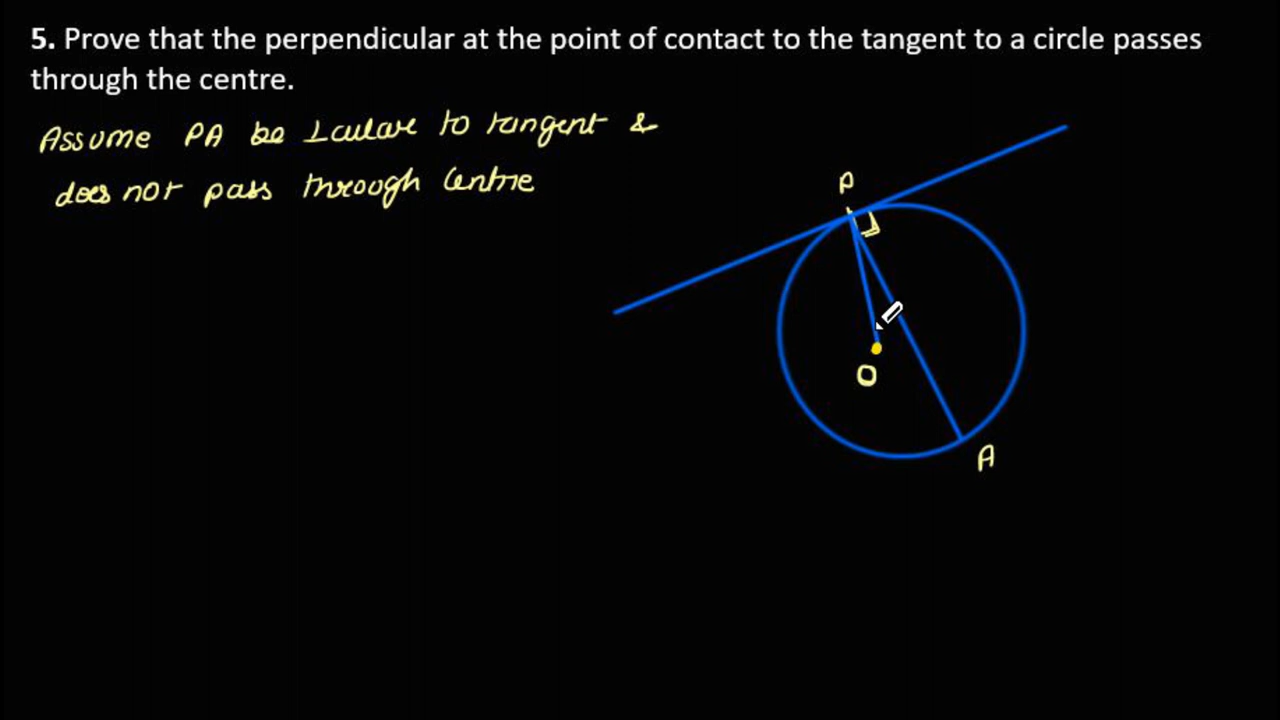 5. Prove that the perpendicular at the point of contact to the tangent to a circle passes
through the centre.
Assume PA be ⊥cular to tangent &
does not pass through Centre
P
O
A